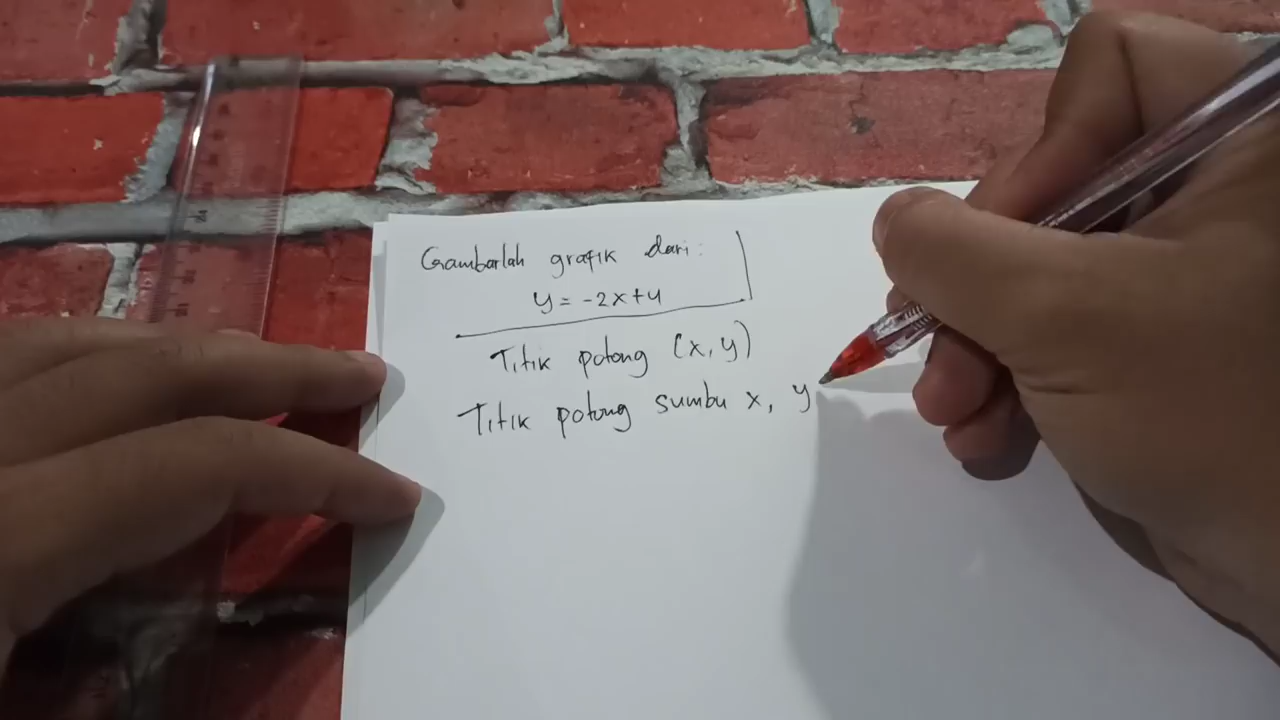 Gambarlah grafik dari:
y = -2x+4
Titik potong (x, y)
Titik potong sumbu x, y